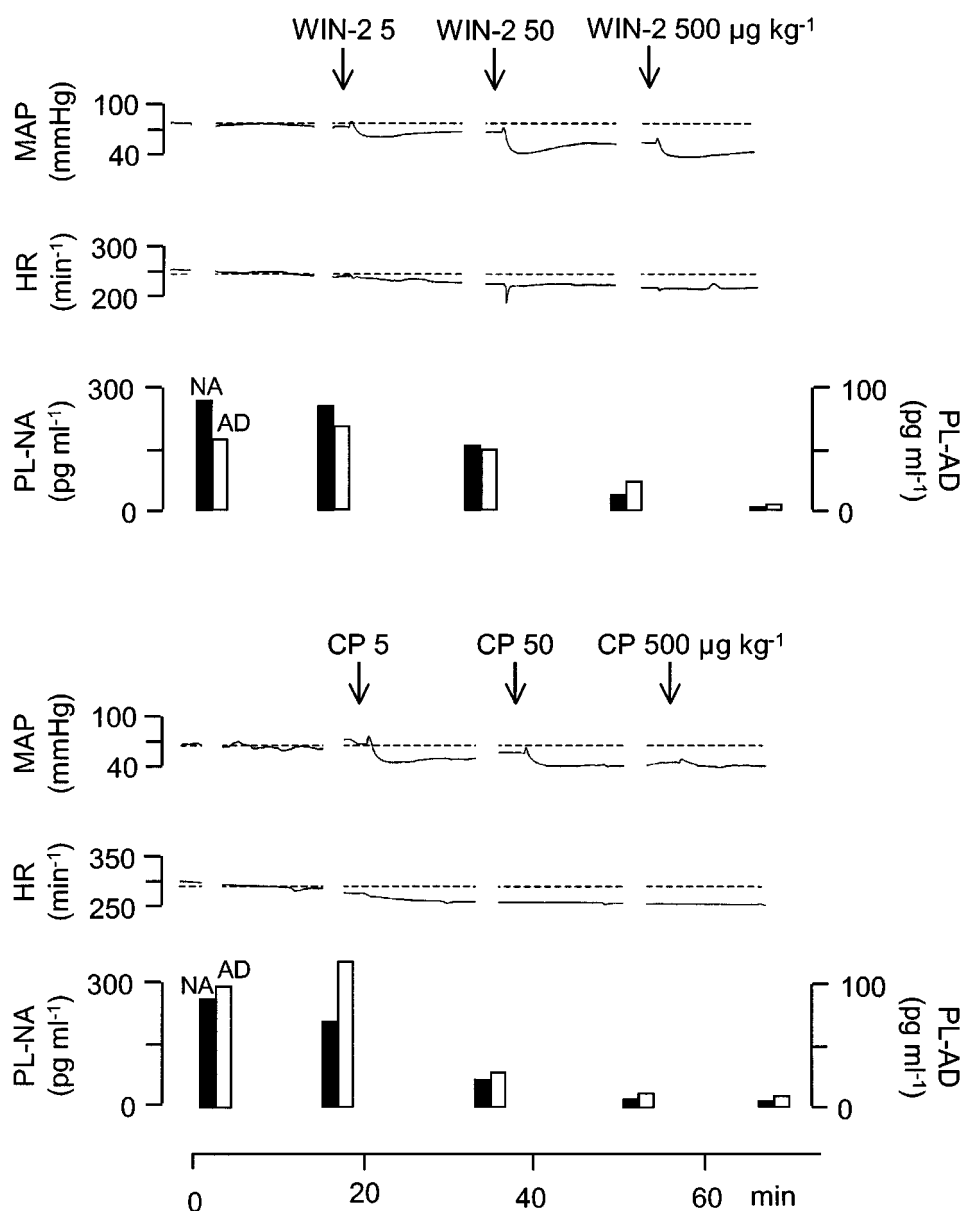 WIN-2 5 WIN-2 50 WIN-2 500 µg kg-1
MAP
(mmHg)
100
40
HR
(min-1)
300
200
PL-NA
(pg ml-1)
300
0
NA
AD
100
0
PL-AD
(pg ml-1)
CP 5 CP 50 CP 500 µg kg-1
MAP
(mmHg)
100
40
HR
(min-1)
350
250
PL-NA
(pg ml-1)
300
0
NA
AD
100
0
PL-AD
(pg ml-1)
0 20 40 60 min